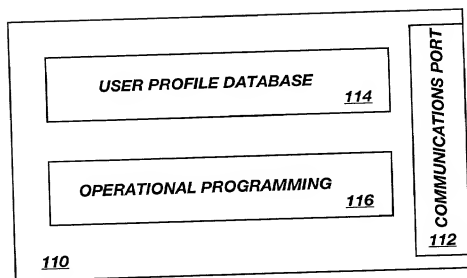 USER PROFILE DATABASE
114
OPERATIONAL PROGRAMMING
116
COMMUNICATIONS PORT
112
110